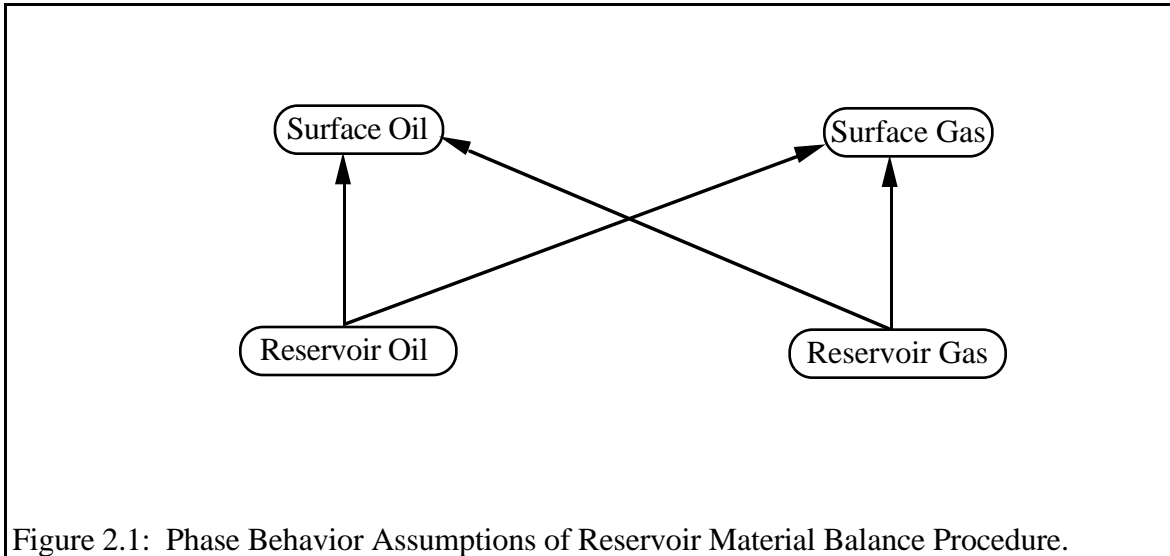 Surface Oil
Surface Gas
Reservoir Oil
Reservoir Gas
Figure 2.1:  Phase Behavior Assumptions of Reservoir Material Balance Procedure.